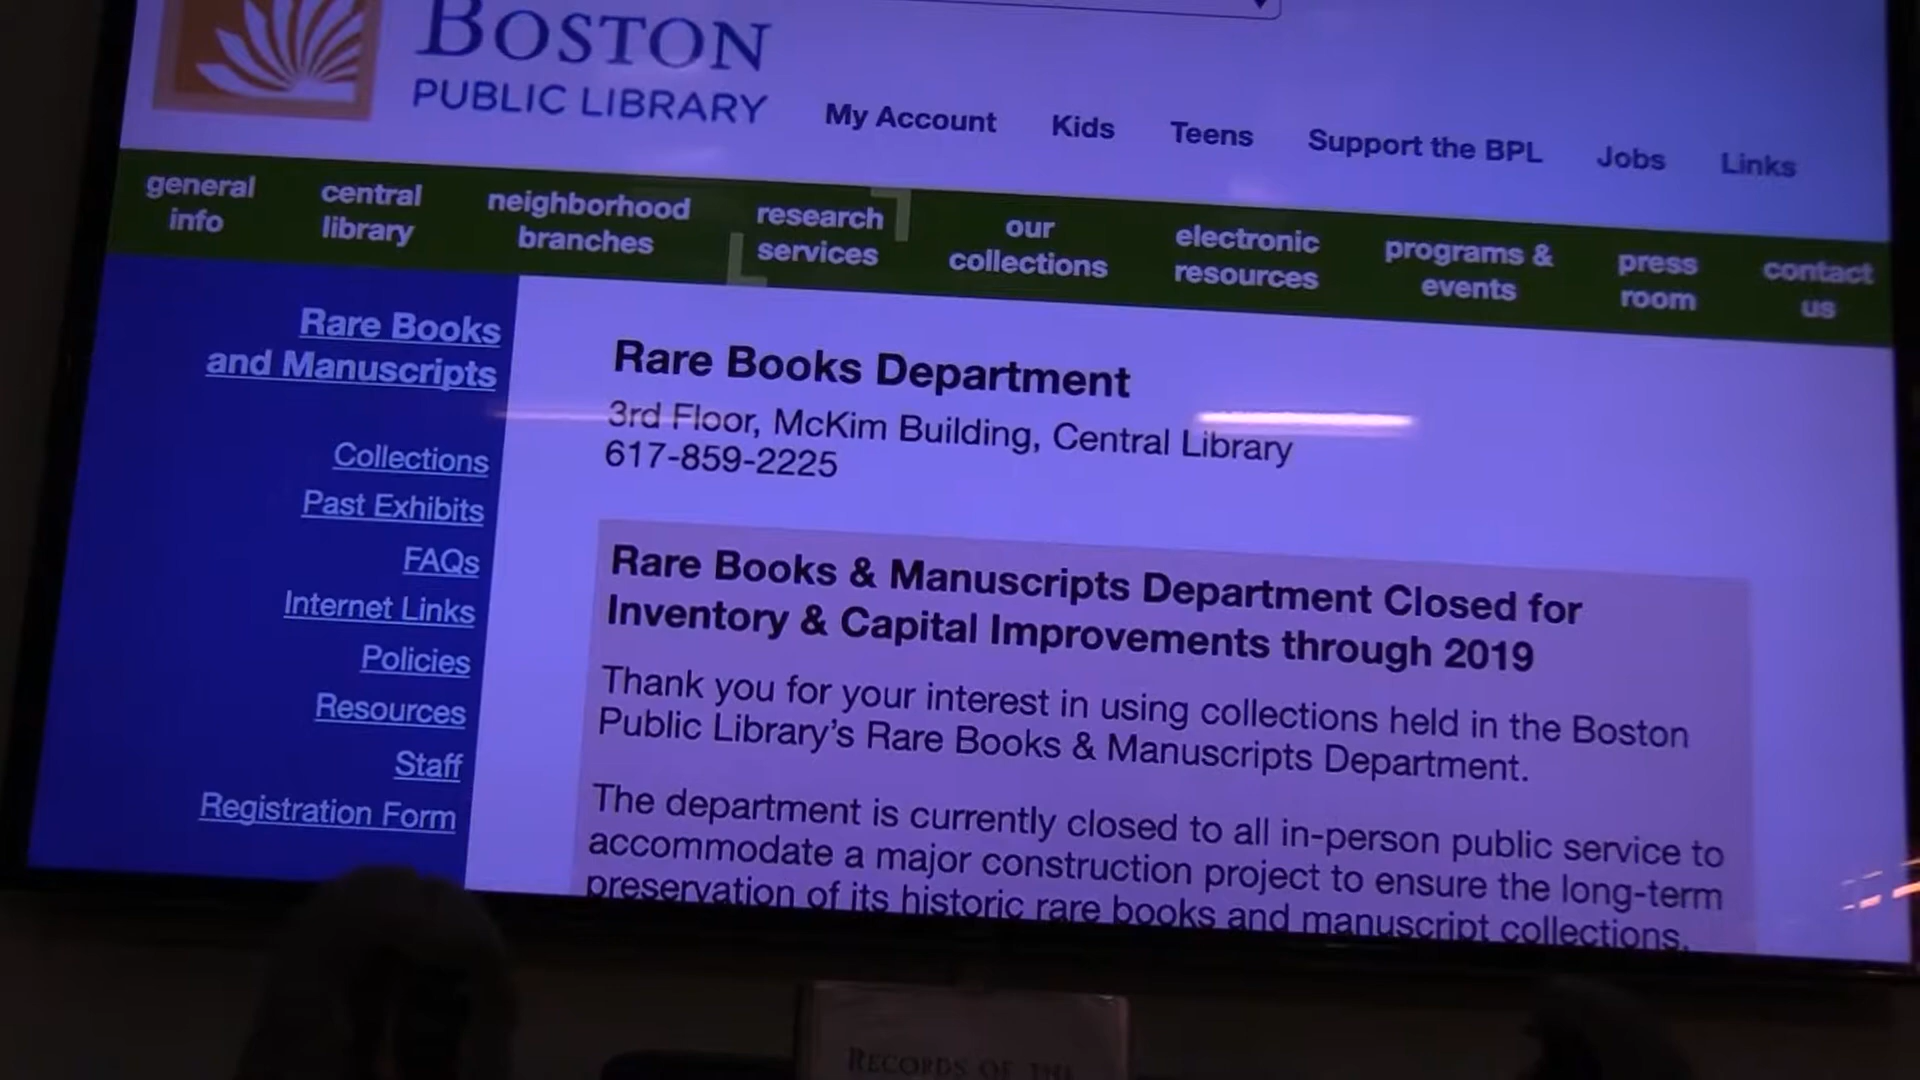 BOSTON
PUBLIC LIBRARY
My Account Kids Teens Support the BPL Jobs Links
general info
central library
neighborhood branches
research services
our collections
electronic resources
programs & events
press room
contact us
Rare Books
and Manuscripts
Collections
Past Exhibits
FAQs
Internet Links
Policies
Resources
Staff
Registration Form
Rare Books Department
3rd Floor, McKim Building, Central Library
617-859-2225
Rare Books & Manuscripts Department Closed for
Inventory & Capital Improvements through 2019
Thank you for your interest in using collections held in the Boston
Public Library's Rare Books & Manuscripts Department.
The department is currently closed to all in-person public service to
accommodate a major construction project to ensure the long-term
preservation of its historic rare books and manuscript collections.
RECORDS OF THE